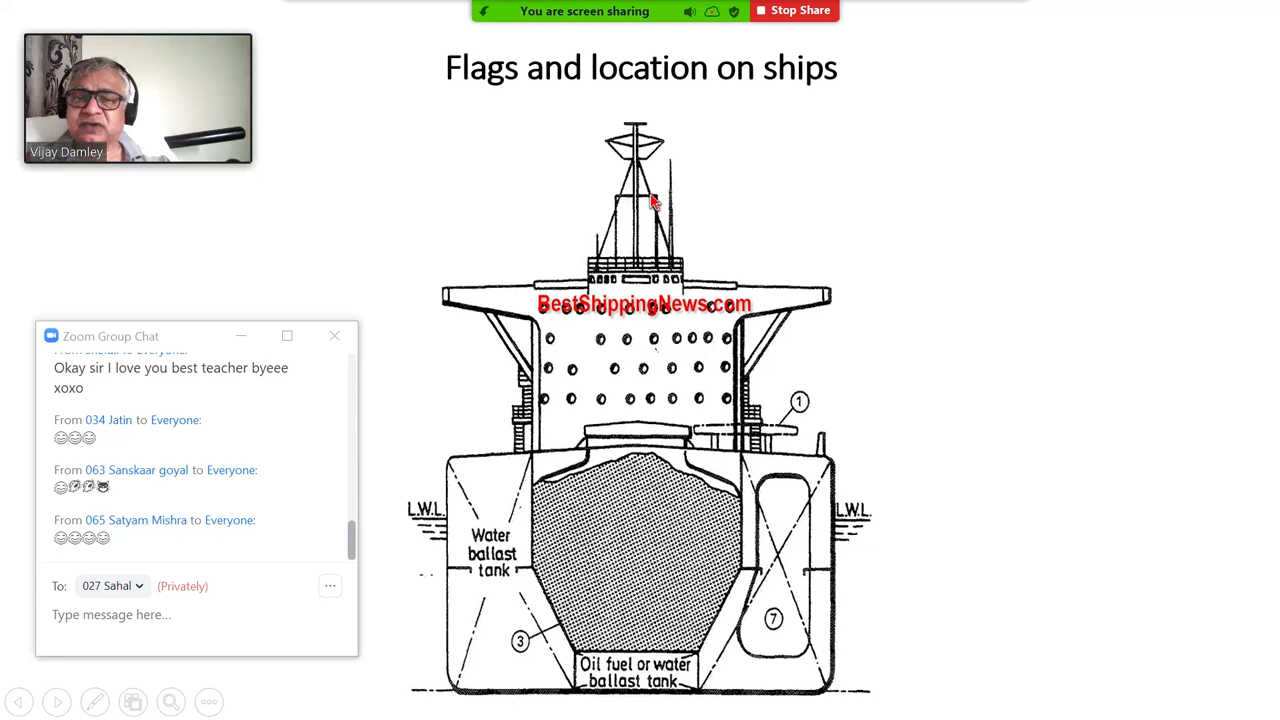 You are screen sharing
Stop Share
Flags and location on ships
Vijay Damley
BestShippingNews.com
Zoom Group Chat
Okay sir I love you best teacher byeee
xoxo
From 034 Jatin to Everyone:
From 063 Sanskaar goyal to Everyone:
From 065 Satyam Mishra to Everyone:
To: 027 Sahal (Privately)
Type message here...
1
L.W.L.
L.W.L.
Water
ballast
tank
7
3
Oil fuel or water
ballast tank